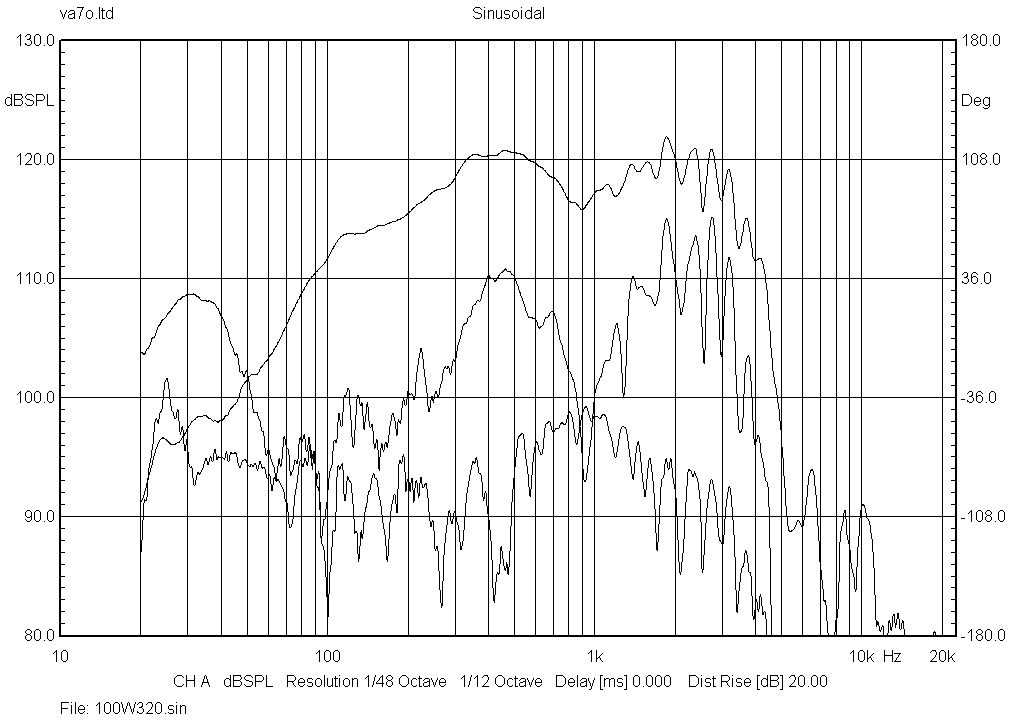 va7o.ltd
Sinusoidal
130.0
180.0
dBSPL
Deg
120.0
108.0
110.0
36.0
100.0
-36.0
90.0
-108.0
80.0
-180.0
10
100
1k
10k
Hz
20k
CH A dBSPL Resolution 1/48 Octave 1/12 Octave Delay [ms] 0.000 Dist Rise [dB] 20.00
File: 100W320.sin